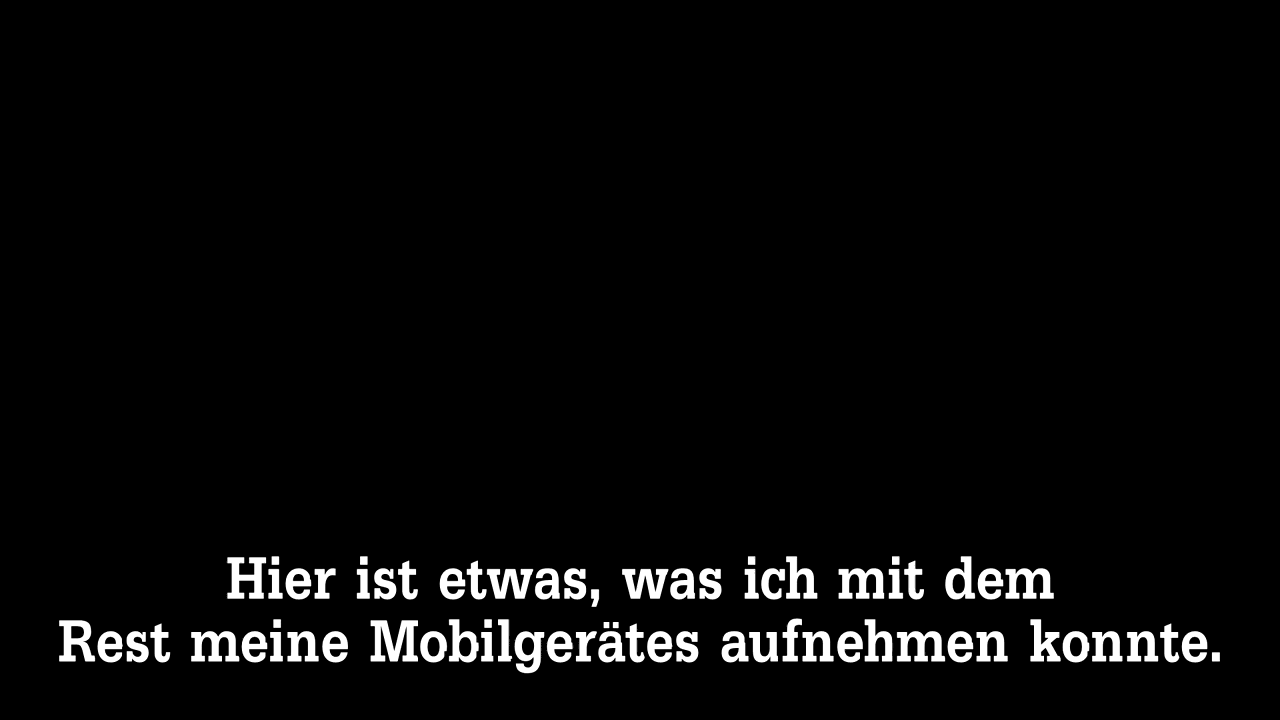 Hier ist etwas, was ich mit dem
Rest meine Mobilgerätes aufnehmen konnte.